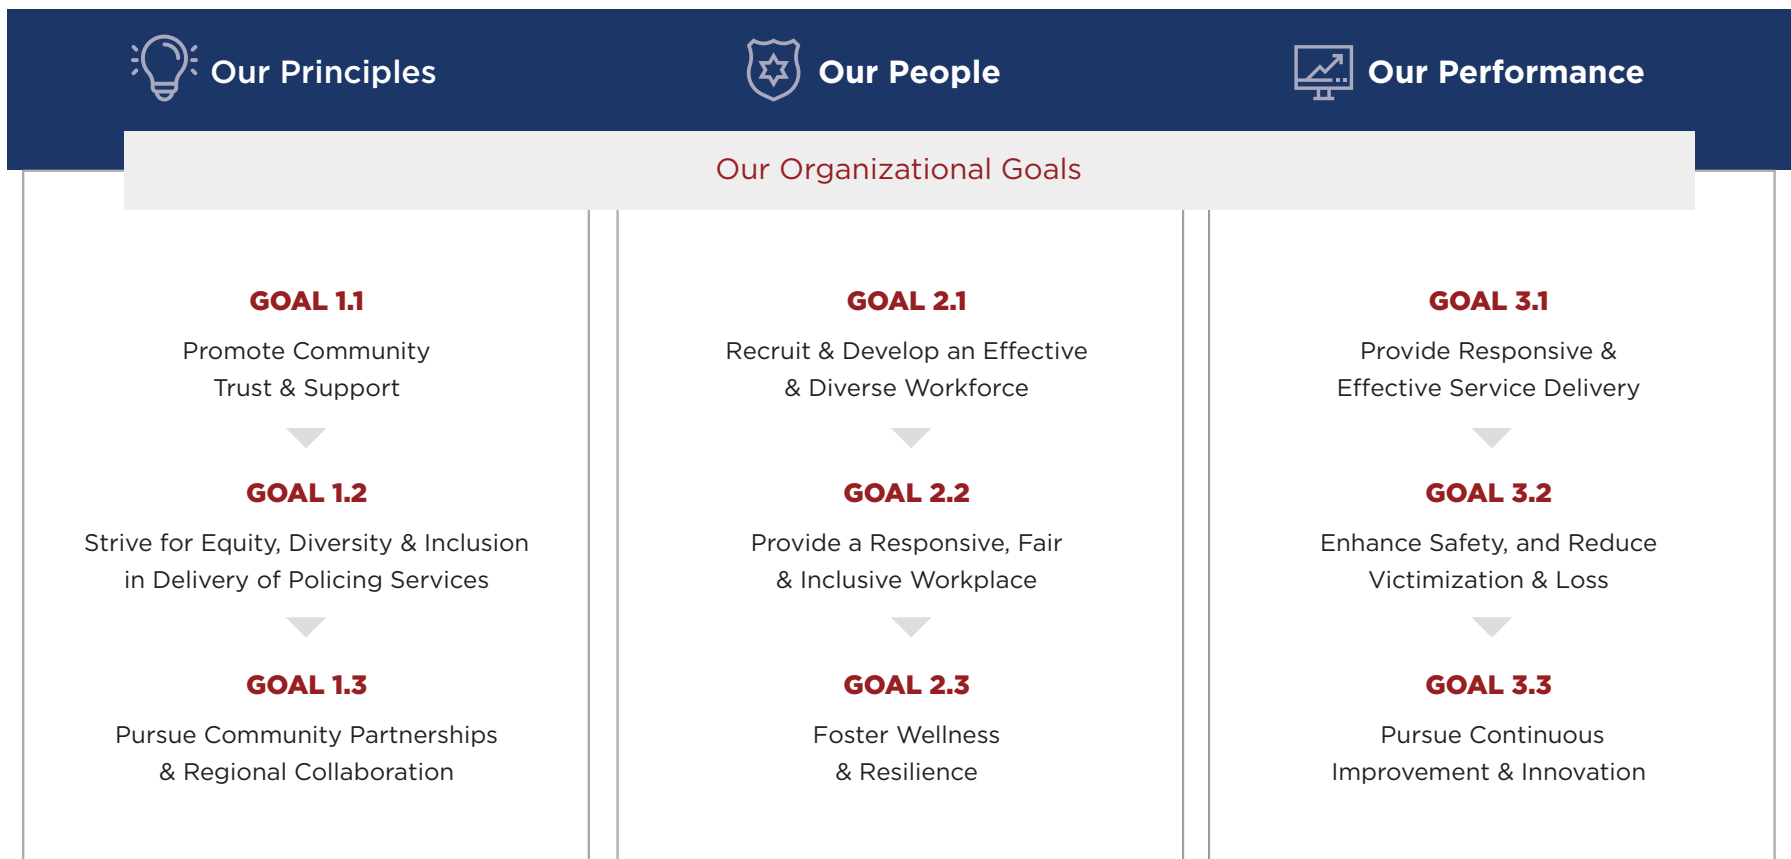 Our Principles
Our People
Our Performance
Our Organizational Goals
GOAL 1.1
Promote Community
Trust & Support
GOAL 1.2
Strive for Equity, Diversity & Inclusion
in Delivery of Policing Services
GOAL 1.3
Pursue Community Partnerships
& Regional Collaboration
GOAL 2.1
Recruit & Develop an Effective
& Diverse Workforce
GOAL 2.2
Provide a Responsive, Fair
& Inclusive Workplace
GOAL 2.3
Foster Wellness
& Resilience
GOAL 3.1
Provide Responsive &
Effective Service Delivery
GOAL 3.2
Enhance Safety, and Reduce
Victimization & Loss
GOAL 3.3
Pursue Continuous
Improvement & Innovation